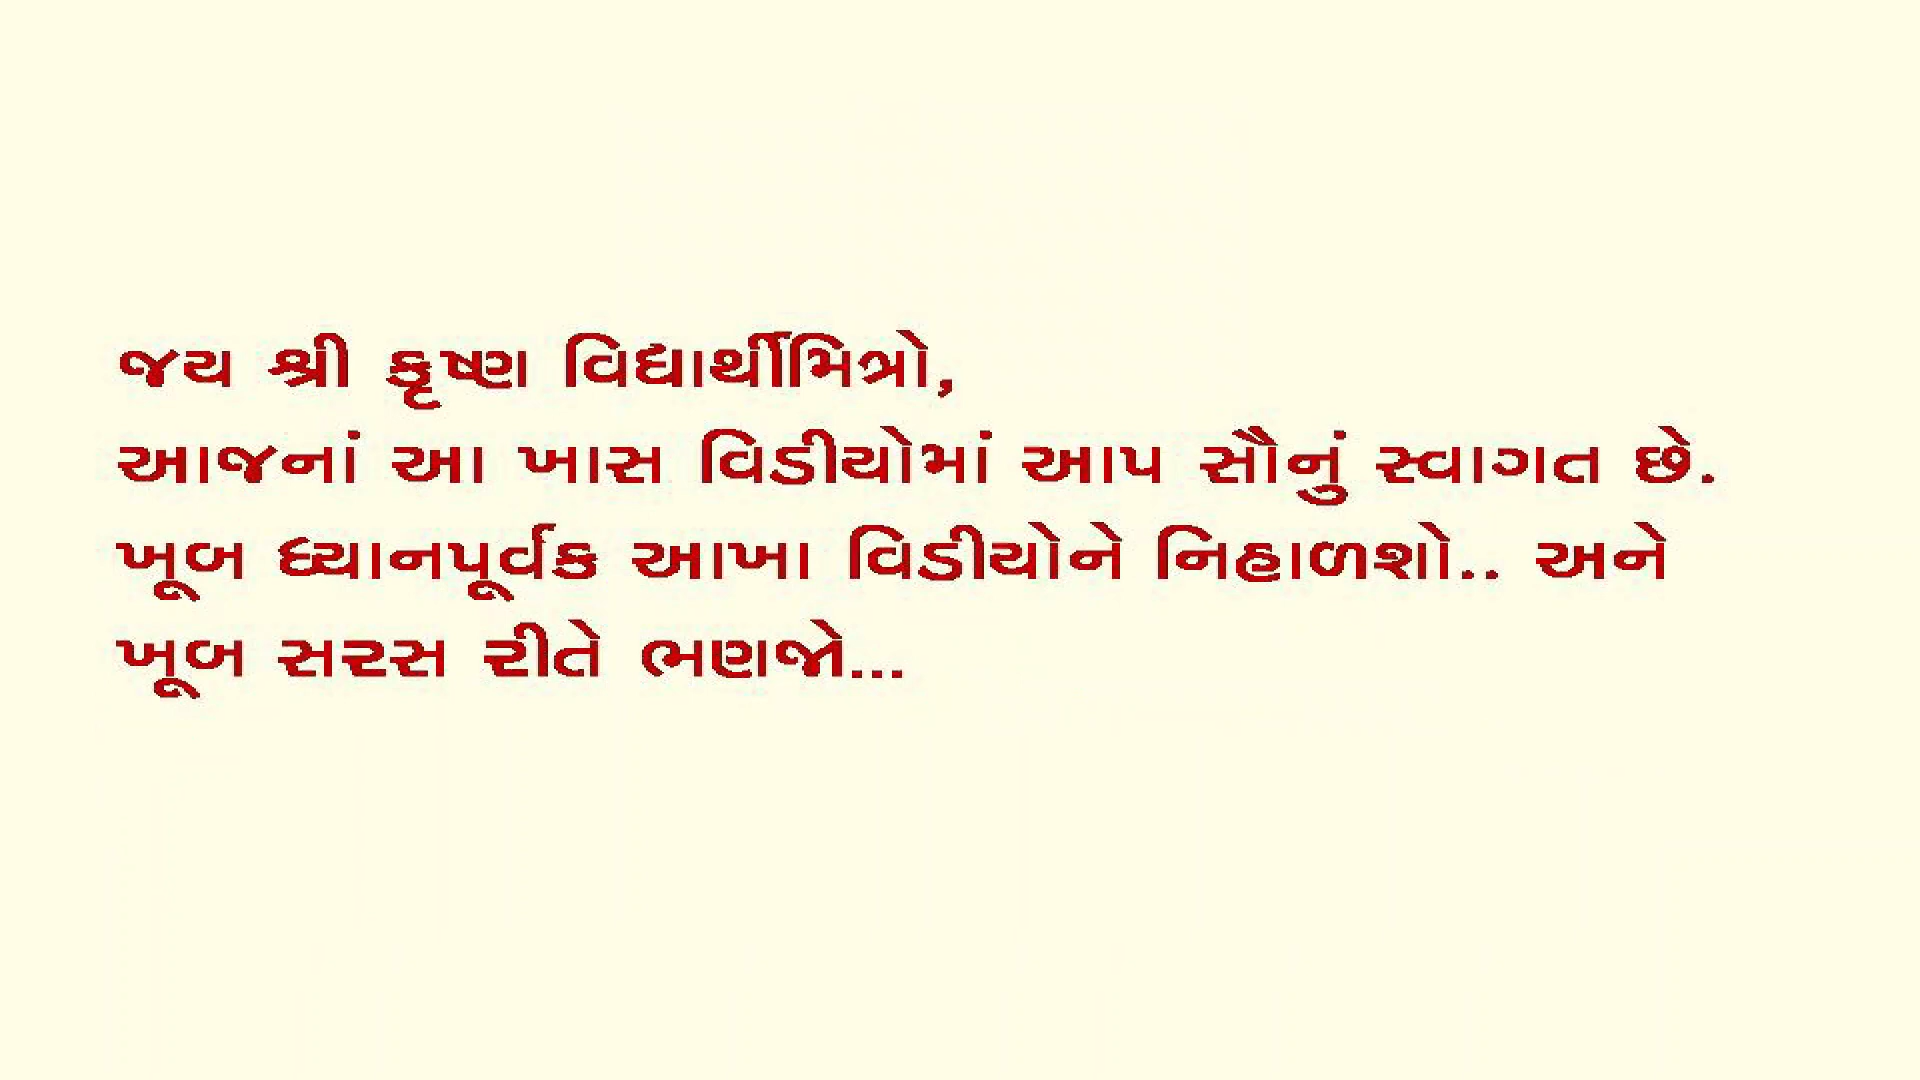 જય શ્રી કૃષ્ણ વિદ્યાર્થીમિત્રો,
આજનાં આ ખાસ વિડીયોમાં આપ સૌનું સ્વાગત છે.
ખૂબ ધ્યાનપૂર્વક આખા વિડીયોને નિહાળશો.. અને
ખૂબ સરસ રીતે ભણજો...